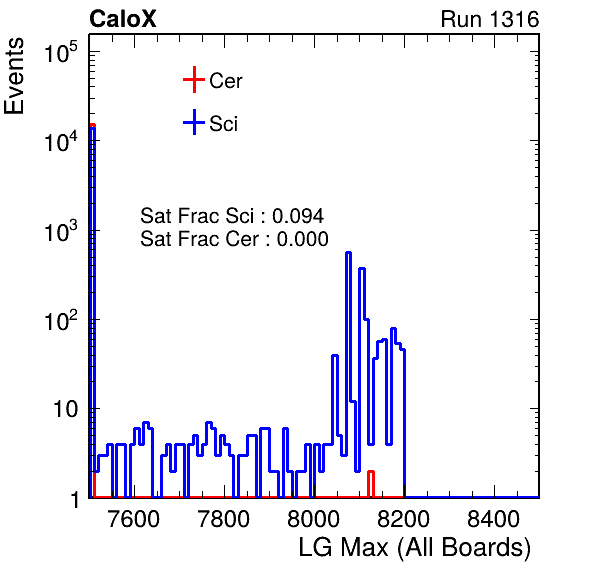 CaloX Run 1316
Events
Cer
Sci
Sat Frac Sci : 0.094
Sat Frac Cer : 0.000
10^5
10^4
10^3
10^2
10
1
7600 7800 8000 8200 8400
LG Max (All Boards)